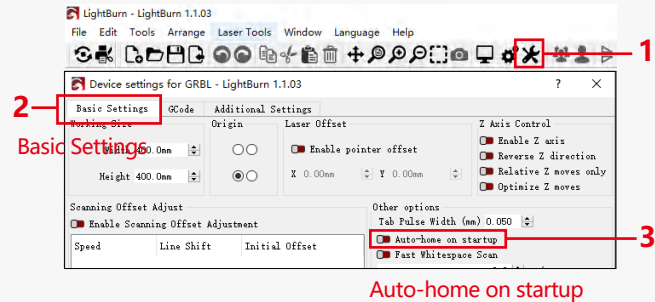 LightBurn - LightBurn 1.1.03
File Edit Tools Arrange Laser Tools Window Language Help
1
Device settings for GRBL - LightBurn 1.1.03 ? ×
2
Basic Settings GCode Additional Settings
Working Size Origin Laser Offset Z Axis Control
Basic Settings
Width 400.0mm Enable pointer offset Enable Z axis
Reverse Z direction
Height 400.0mm X 0.00mm Y 0.00mm Relative Z moves only
Optimize Z moves
Scanning Offset Adjust Other options
Enable Scanning Offset Adjustment Tab Pulse Width (mm) 0.050
Speed Line Shift Initial Offset Auto-home on startup
3
Fast Whitespace Scan
Auto-home on startup